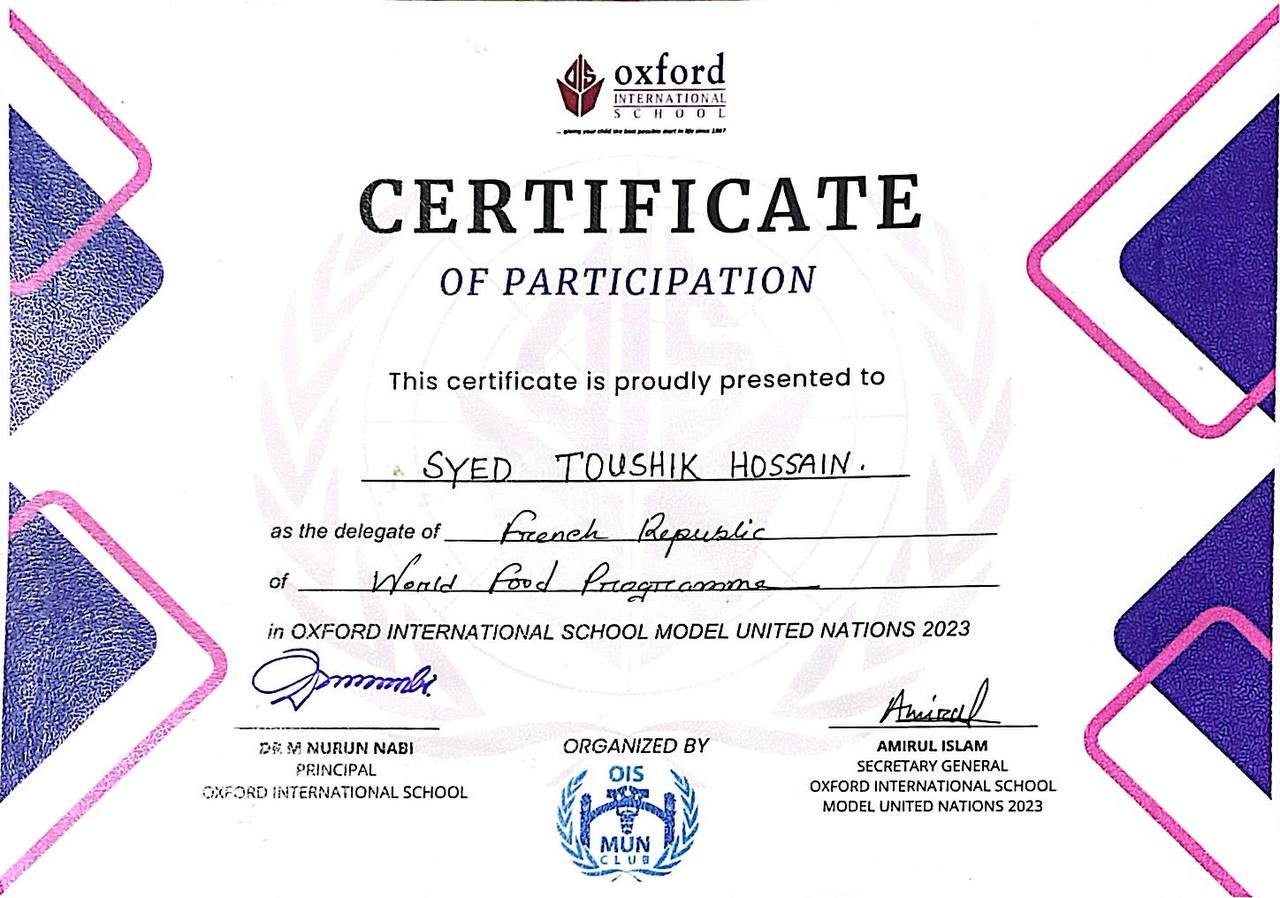 OIS
oxford
INTERNATIONAL
SCHOOL
... giving your child the best possible start in life since 1987
CERTIFICATE
OF PARTICIPATION
This certificate is proudly presented to
SYED TOUSHIK HOSSAIN.
as the delegate of French Republic
of World Food Programme
in OXFORD INTERNATIONAL SCHOOL MODEL UNITED NATIONS 2023
Amirul
DR. M NURUN NABI
PRINCIPAL
OXFORD INTERNATIONAL SCHOOL
ORGANIZED BY
OIS
MUN
CLUB
AMIRUL ISLAM
SECRETARY GENERAL
OXFORD INTERNATIONAL SCHOOL
MODEL UNITED NATIONS 2023